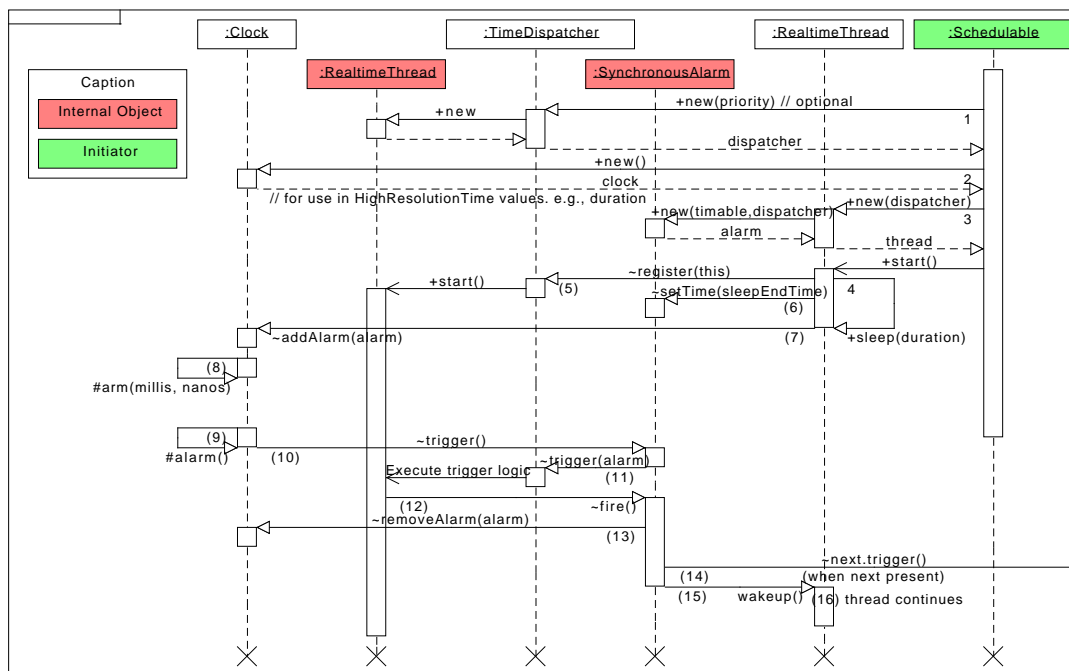 :Clock
:TimeDispatcher
:RealtimeThread
:Schedulable
:RealtimeThread
:SynchronousAlarm
Caption
Internal Object
Initiator
+new(priority) // optional
1
+new
dispatcher
+new()
2
clock
// for use in HighResolutionTime values. e.g., duration
+new(dispatcher)
3
+new(timable,dispatcher)
alarm
thread
+start()
~register(this)
(5)
+start()
4
~setTime(sleepEndTime)
(6)
~addAlarm(alarm)
(7)
+sleep(duration)
(8)
#arm(millis, nanos)
(9)
#alarm()
(10)
~trigger()
~trigger(alarm)
(11)
Execute trigger logic
(12)
~fire()
~removeAlarm(alarm)
(13)
~next.trigger()
(14)
(when next present)
(15)
wakeup()
(16) thread continues